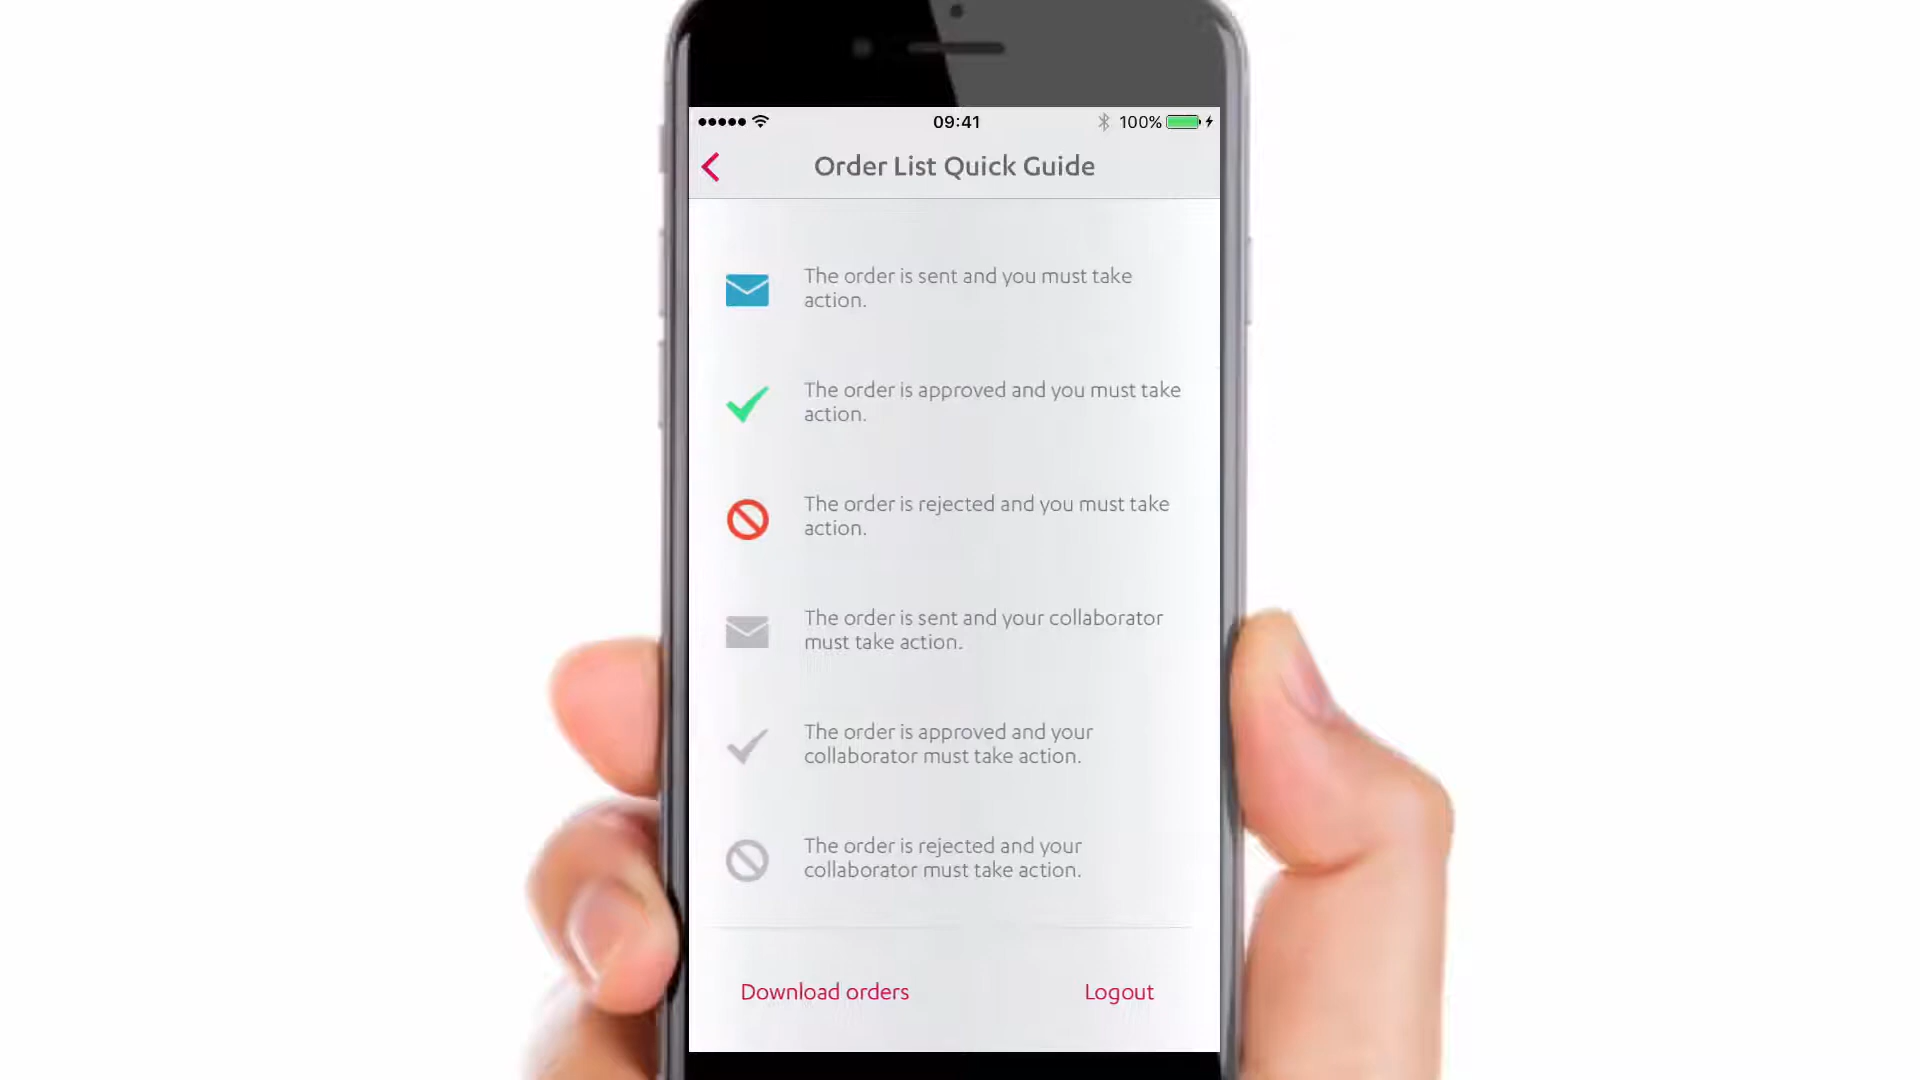 09:41
100%
Order List Quick Guide
The order is sent and you must take
action.
The order is approved and you must take
action.
The order is rejected and you must take
action.
The order is sent and your collaborator
must take action.
The order is approved and your
collaborator must take action.
The order is rejected and your
collaborator must take action.
Download orders
Logout